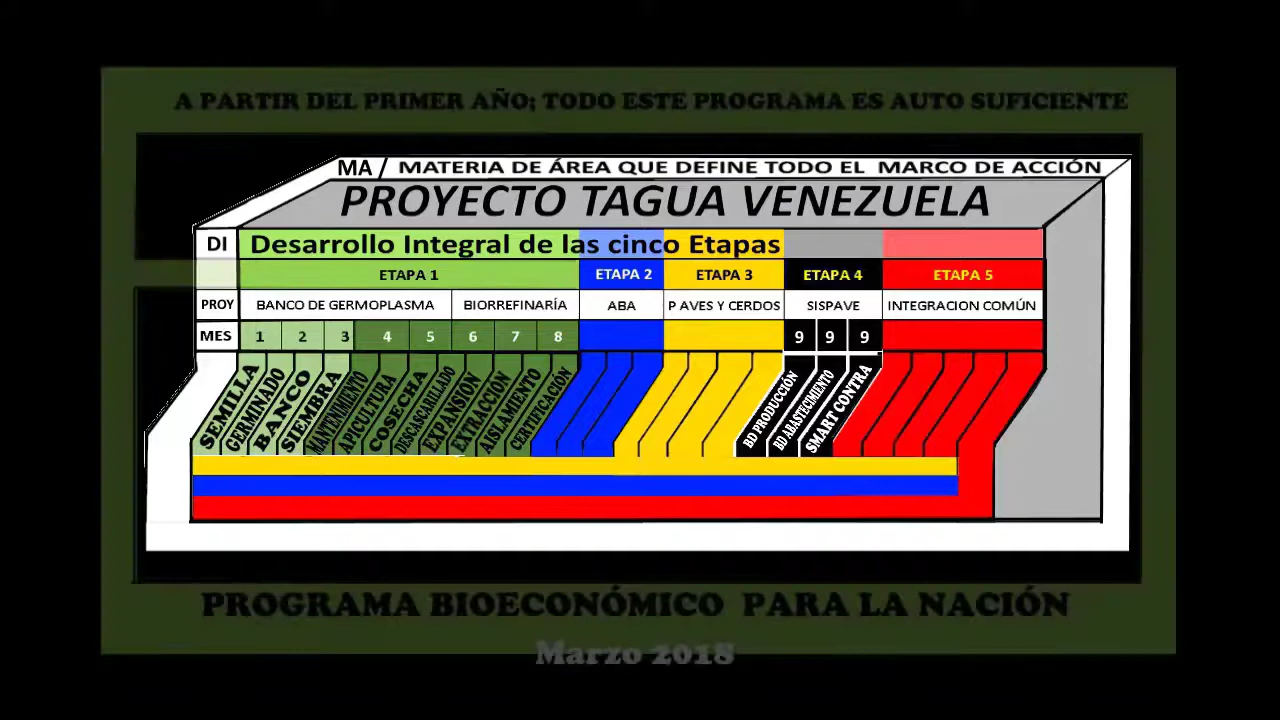 A PARTIR DEL PRIMER AÑO; TODO ESTE PROGRAMA ES AUTO SUFICIENTE
MA / MATERIA DE ÁREA QUE DEFINE TODO EL MARCO DE ACCIÓN
PROYECTO TAGUA VENEZUELA
DI Desarrollo Integral de las cinco Etapas
ETAPA 1 ETAPA 2 ETAPA 3 ETAPA 4 ETAPA 5
PROY BANCO DE GERMOPLASMA BIORREFINARÍA ABA P AVES Y CERDOS SISPAVE INTEGRACION COMÚN
MES 1 2 3 4 5 6 7 8 9 9 9
SEMILLA
GERMINADO
BANCO
SIEMBRA
MANTENIMIENTO
APICULTURA
COSECHA
DESCASCARILLADO
EXPANSIÓN
EXTRACCIÓN
AISLAMIENTO
CERTIFICACIÓN
BD PRODUCCIÓN
BD ABASTECIMIENTO
SMART CONTRA
PROGRAMA BIOECONÓMICO PARA LA NACIÓN
Marzo 2018